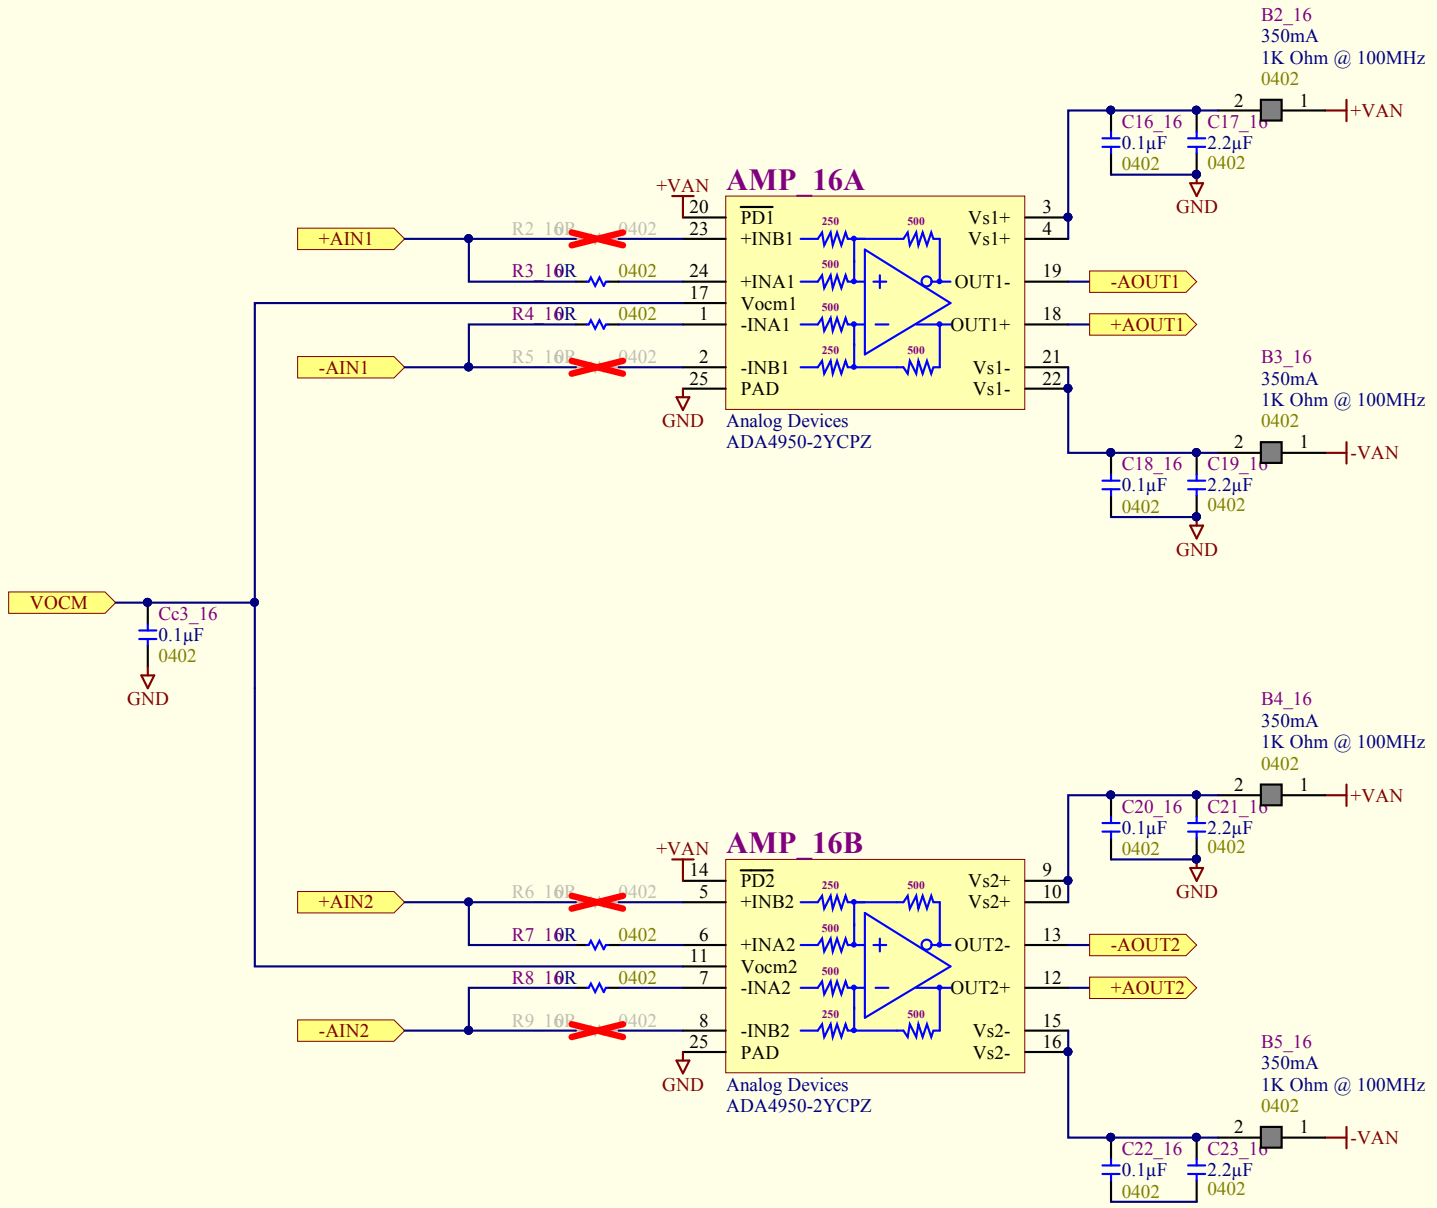 B2_16
350mA
1K Ohm @ 100MHz
0402
2 1 +VAN
C16_16 C17_16
0.1µF 2.2µF
0402 0402
GND
AMP_16A
+VAN
20 PD1 Vs1+ 3
+AIN1 R2_16 0R 0402 23 +INB1 250 500 Vs1+ 4
R3_16 0R 0402 24 +INA1 500 OUT1- 19 -AOUT1
17 Vocm1
R4_16 0R 0402 1 -INA1 500 OUT1+ 18 +AOUT1
-AIN1 R5_16 0R 0402 2 -INB1 250 500 Vs1- 21
25 PAD Vs1- 22
GND
Analog Devices
ADA4950-2YCPZ
B3_16
350mA
1K Ohm @ 100MHz
0402
2 1 -VAN
C18_16 C19_16
0.1µF 2.2µF
0402 0402
GND
VOCM
Cc3_16
0.1µF
0402
GND
B4_16
350mA
1K Ohm @ 100MHz
0402
2 1 +VAN
C20_16 C21_16
0.1µF 2.2µF
0402 0402
GND
AMP_16B
+VAN
14 PD2 Vs2+ 9
+AIN2 R6_16 0R 0402 5 +INB2 250 500 Vs2+ 10
R7_16 0R 0402 6 +INA2 500 OUT2- 13 -AOUT2
11 Vocm2
R8_16 0R 0402 7 -INA2 500 OUT2+ 12 +AOUT2
-AIN2 R9_16 0R 0402 8 -INB2 250 500 Vs2- 15
25 PAD Vs2- 16
GND
Analog Devices
ADA4950-2YCPZ
B5_16
350mA
1K Ohm @ 100MHz
0402
2 1 -VAN
C22_16 C23_16
0.1µF 2.2µF
0402 0402